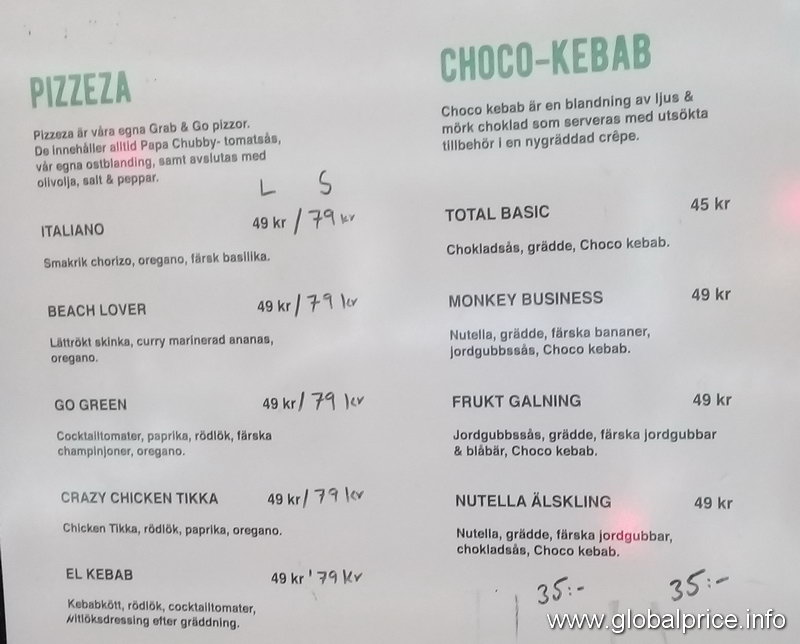 PIZZEZA
Pizzeza är våra egna Grab & Go pizzor.
De innehåller alltid Papa Chubby- tomatsås,
vår egna ostblanding, samt avslutas med
olivolja, salt & peppar.
L S
ITALIANO 49 kr / 79 kr
Smakrik chorizo, oregano, färsk basilika.
BEACH LOVER 49 kr / 79 kr
Lättrökt skinka, curry marinerad ananas,
oregano.
GO GREEN 49 kr / 79 kr
Cocktailtomater, paprika, rödlök, färska
champinjoner, oregano.
CRAZY CHICKEN TIKKA 49 kr / 79 kr
Chicken Tikka, rödlök, paprika, oregano.
EL KEBAB 49 kr ' 79 kr
Kebabkött, rödlök, cocktailtomater,
vitlöksdressing efter gräddning.
CHOCO-KEBAB
Choco kebab är en blandning av ljus &
mörk choklad som serveras med utsökta
tillbehör i en nygräddad crêpe.
TOTAL BASIC 45 kr
Chokladsås, grädde, Choco kebab.
MONKEY BUSINESS 49 kr
Nutella, grädde, färska bananer,
jordgubbssås, Choco kebab.
FRUKT GALNING 49 kr
Jordgubbssås, grädde, färska jordgubbar
& blåbär, Choco kebab.
NUTELLA ÄLSKLING 49 kr
Nutella, grädde, färska jordgubbar,
chokladsås, Choco kebab.
35:- 35:-
www.globalprice.info